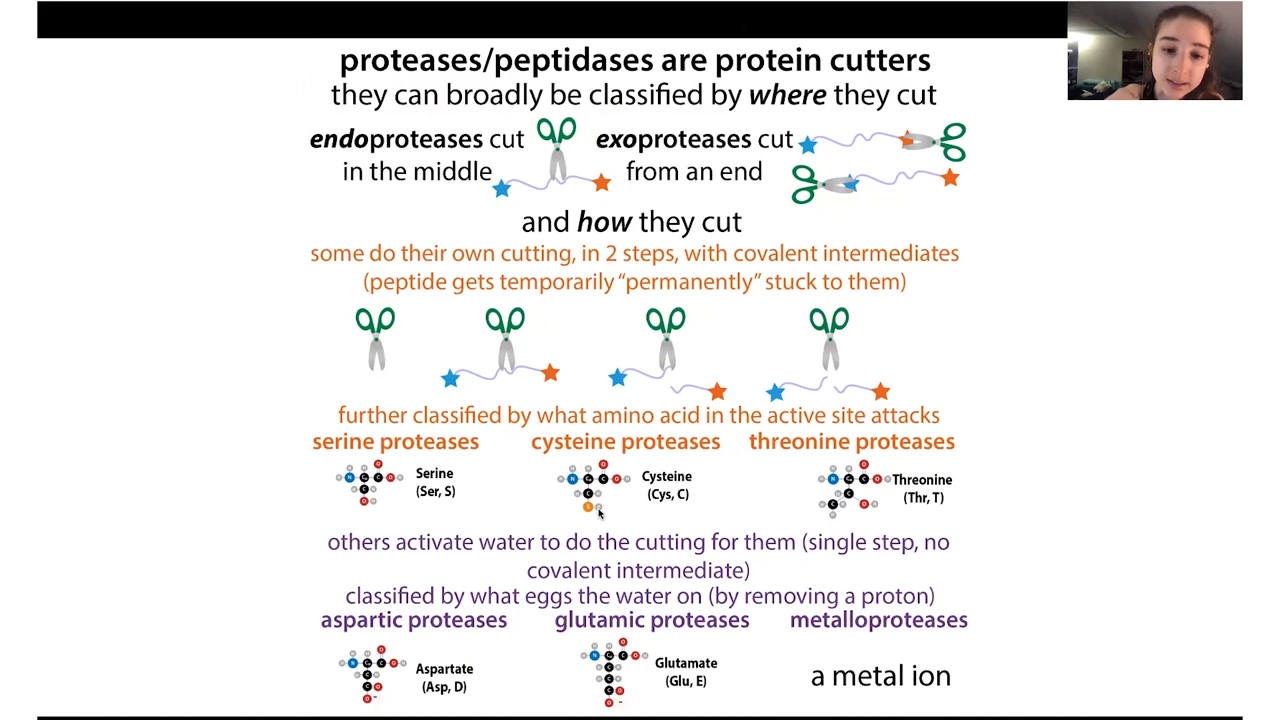 proteases/peptidases are protein cutters
they can broadly be classified by where they cut
endoproteases cut
in the middle
exoproteases cut
from an end
and how they cut
some do their own cutting, in 2 steps, with covalent intermediates
(peptide gets temporarily “permanently” stuck to them)
further classified by what amino acid in the active site attacks
serine proteases
cysteine proteases
threonine proteases
Serine
(Ser, S)
Cysteine
(Cys, C)
Threonine
(Thr, T)
others activate water to do the cutting for them (single step, no
covalent intermediate)
classified by what eggs the water on (by removing a proton)
aspartic proteases
glutamic proteases
metalloproteases
Aspartate
(Asp, D)
Glutamate
(Glu, E)
a metal ion